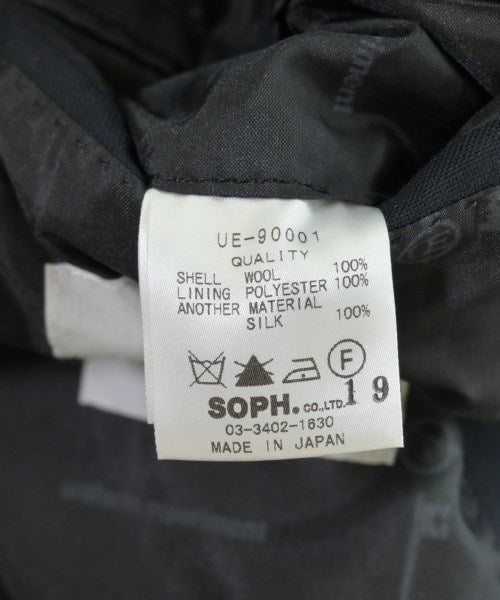 UE-90001
QUALITY
SHELL WOOL 100%
LINING POLYESTER 100%
ANOTHER MATERIAL
SILK 100%
F
SOPH. CO.,LTD. 19
03-3402-1630
MADE IN JAPAN